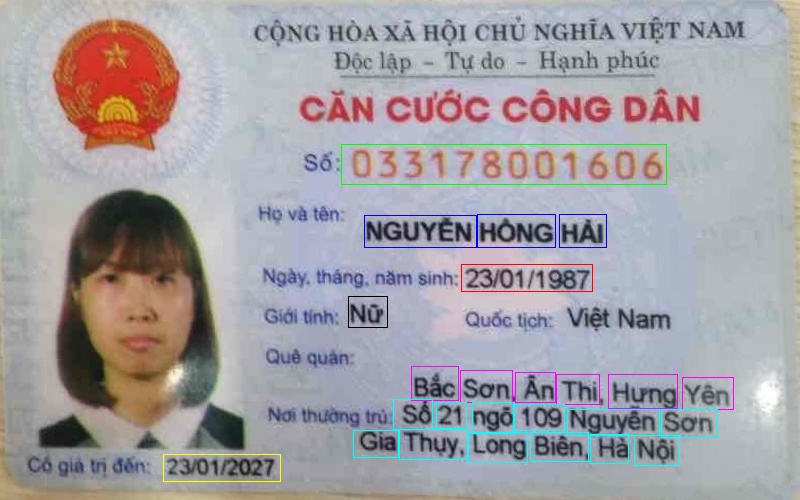 CỘNG HÒA XÃ HỘI CHỦ NGHĨA VIỆT NAM
Độc lập - Tự do - Hạnh phúc
CĂN CƯỚC CÔNG DÂN
Số: 033178001606
Họ và tên: NGUYỄN HỒNG HẢI
Ngày, tháng, năm sinh: 23/01/1987
Giới tính: Nữ Quốc tịch: Việt Nam
Quê quán:
Bắc Sơn, Ân Thi, Hưng Yên
Nơi thường trú: Số 21 ngõ 109 Nguyễn Sơn
Gia Thụy, Long Biên, Hà Nội
Có giá trị đến: 23/01/2027